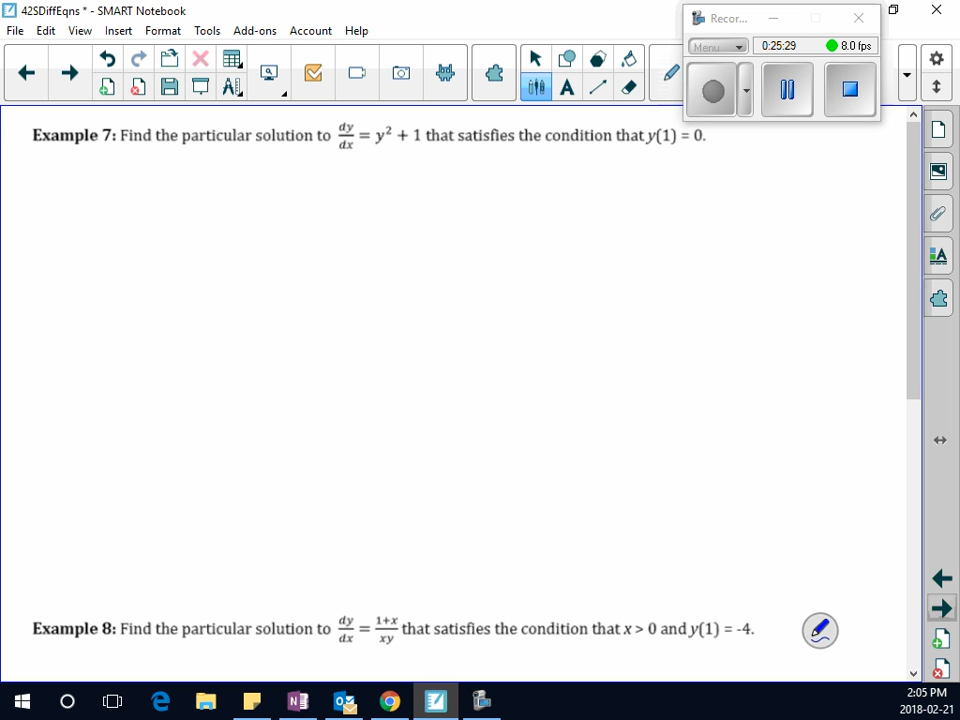 42SDiffEqns * - SMART Notebook
Recor...
File Edit View Insert Format Tools Add-ons Account Help
Menu 0:25:29 8.0 fps
Example 7: Find the particular solution to dy/dx = y² + 1 that satisfies the condition that y(1) = 0.
Example 8: Find the particular solution to dy/dx = 1+x/xy that satisfies the condition that x > 0 and y(1) = -4.
2:05 PM
2018-02-21